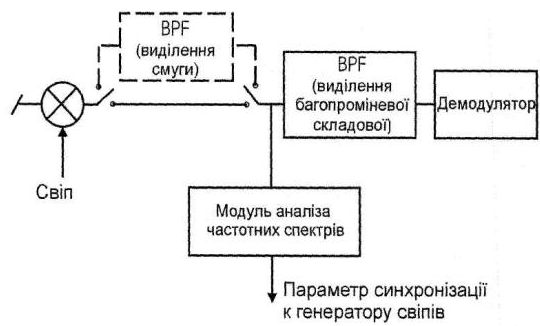 BPF
(виділення
смуги)
BPF
(виділення
багопроміневої
складової)
Демодулятор
Свіп
Модуль аналіза
частотних спектрів
Параметр синхронізації
к генератору свіпів